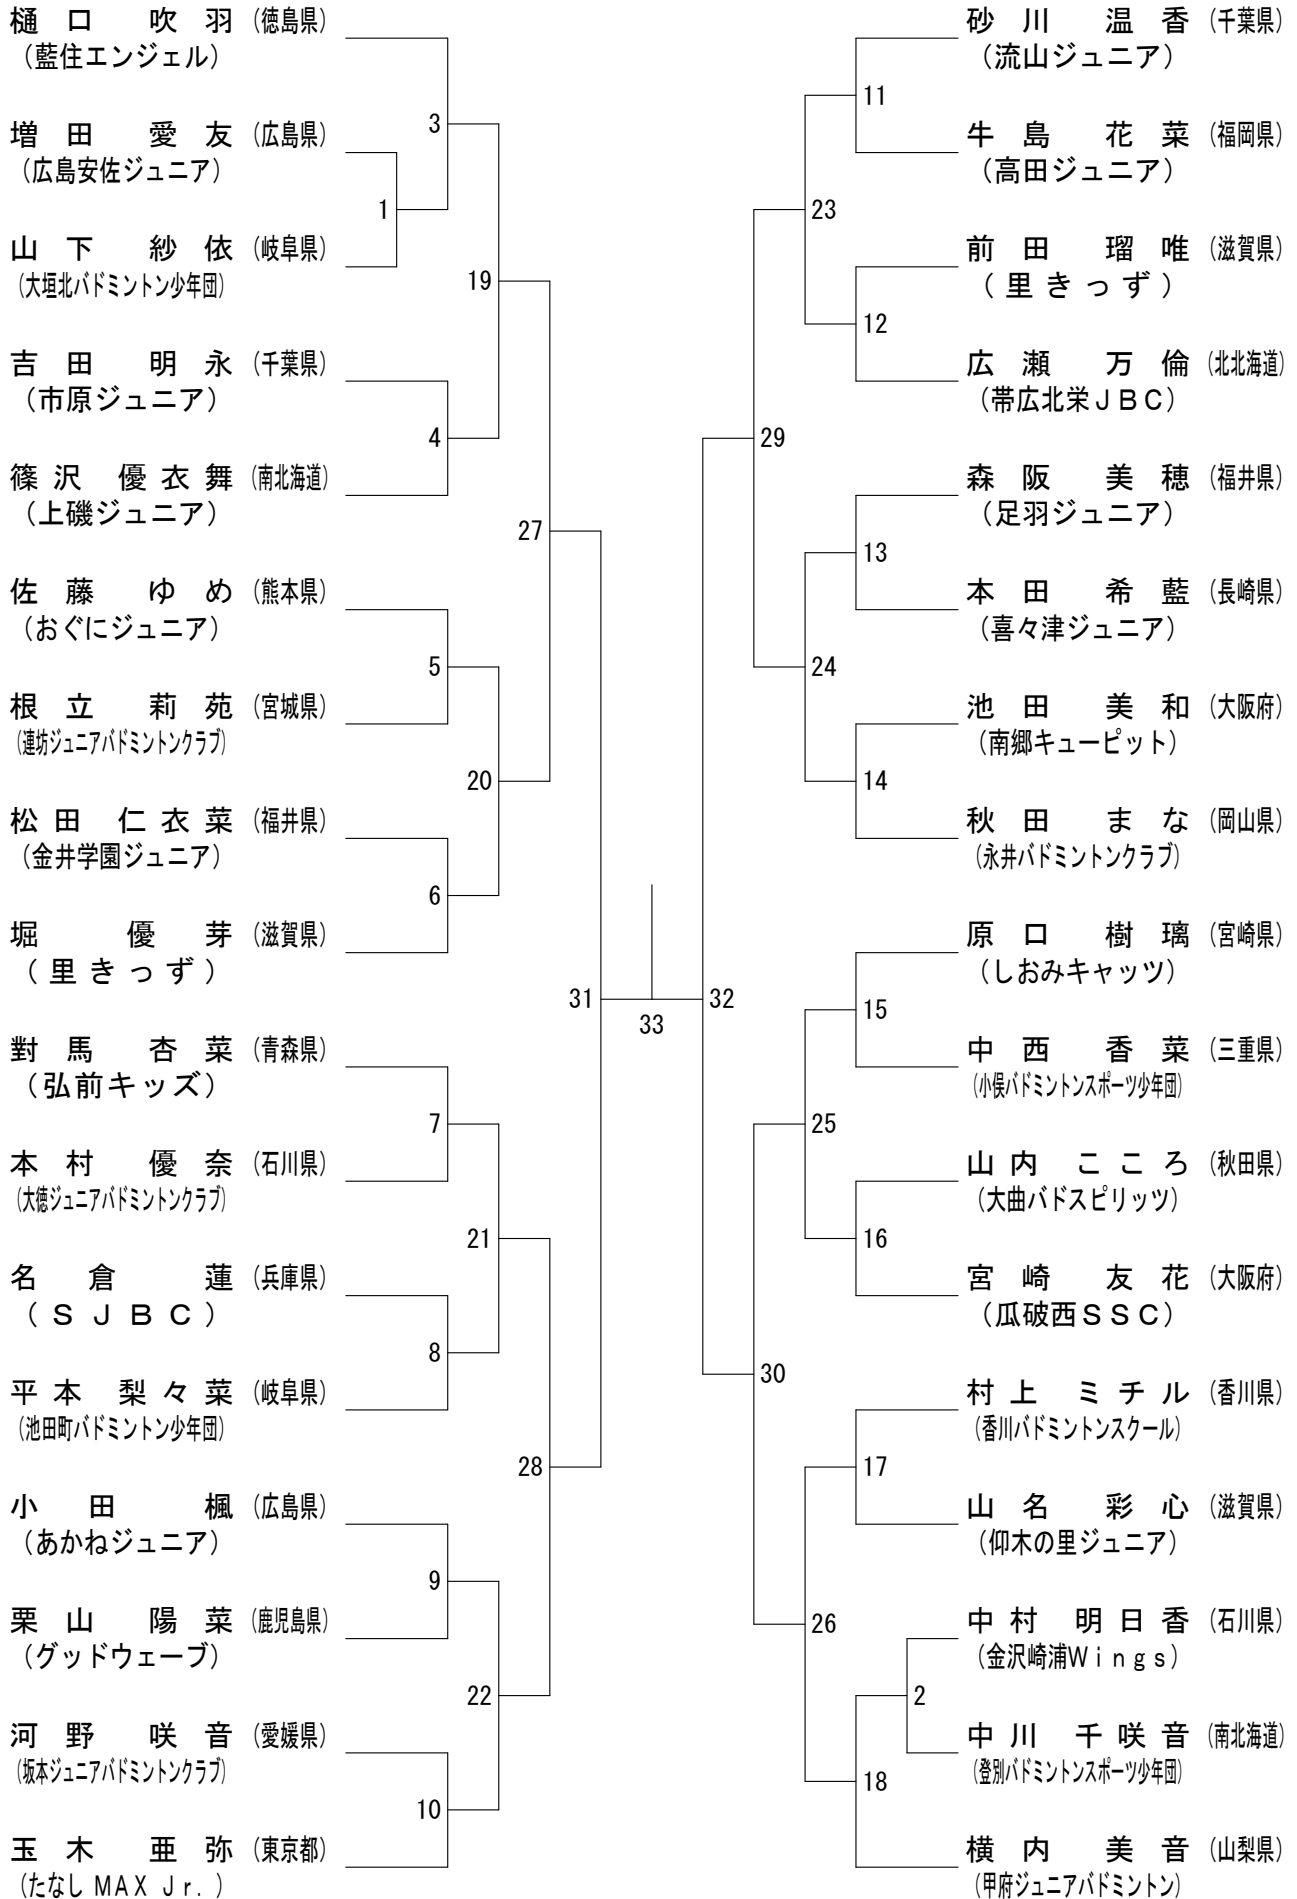 樋口 吹羽 (徳島県)
(藍住エンジェル)
増田 愛友 (広島県)
(広島安佐ジュニア)
山下 紗依 (岐阜県)
(大垣北バドミントン少年団)
吉田 明永 (千葉県)
(市原ジュニア)
篠沢 優衣舞 (南北海道)
(上磯ジュニア)
佐藤 ゆめ (熊本県)
(おぐにジュニア)
根立 莉苑 (宮城県)
(連坊ジュニアバドミントンクラブ)
松田 仁衣菜 (福井県)
(金井学園ジュニア)
堀 優芽 (滋賀県)
(里きっず)
對馬 杏菜 (青森県)
(弘前キッズ)
本村 優奈 (石川県)
(大徳ジュニアバドミントンクラブ)
名倉 蓮 (兵庫県)
(SJBC)
平本 梨々菜 (岐阜県)
(池田町バドミントン少年団)
小田 楓 (広島県)
(あかねジュニア)
栗山 陽菜 (鹿児島県)
(グッドウェーブ)
河野 咲音 (愛媛県)
(坂本ジュニアバドミントンクラブ)
玉木 亜弥 (東京都)
(たなし MAX Jr.)
1
3
4
5
6
7
8
9
10
19
20
21
22
27
28
31
33
32
29
30
23
24
25
26
11
12
13
14
15
16
17
2
18
砂川 温香 (千葉県)
(流山ジュニア)
牛島 花菜 (福岡県)
(高田ジュニア)
前田 瑠唯 (滋賀県)
(里きっず)
広瀬 万倫 (北北海道)
(帯広北栄JBC)
森阪 美穂 (福井県)
(足羽ジュニア)
本田 希藍 (長崎県)
(喜々津ジュニア)
池田 美和 (大阪府)
(南郷キューピット)
秋田 まな (岡山県)
(永井バドミントンクラブ)
原口 樹璃 (宮崎県)
(しおみキャッツ)
中西 香菜 (三重県)
(小俣バドミントンスポーツ少年団)
山内 こころ (秋田県)
(大曲バドスピリッツ)
宮崎 友花 (大阪府)
(瓜破西SSC)
村上 ミチル (香川県)
(香川バドミントンスクール)
山名 彩心 (滋賀県)
(仰木の里ジュニア)
中村 明日香 (石川県)
(金沢崎浦Wings)
中川 千咲音 (南北海道)
(登別バドミントンスポーツ少年団)
横内 美音 (山梨県)
(甲府ジュニアバドミントン)